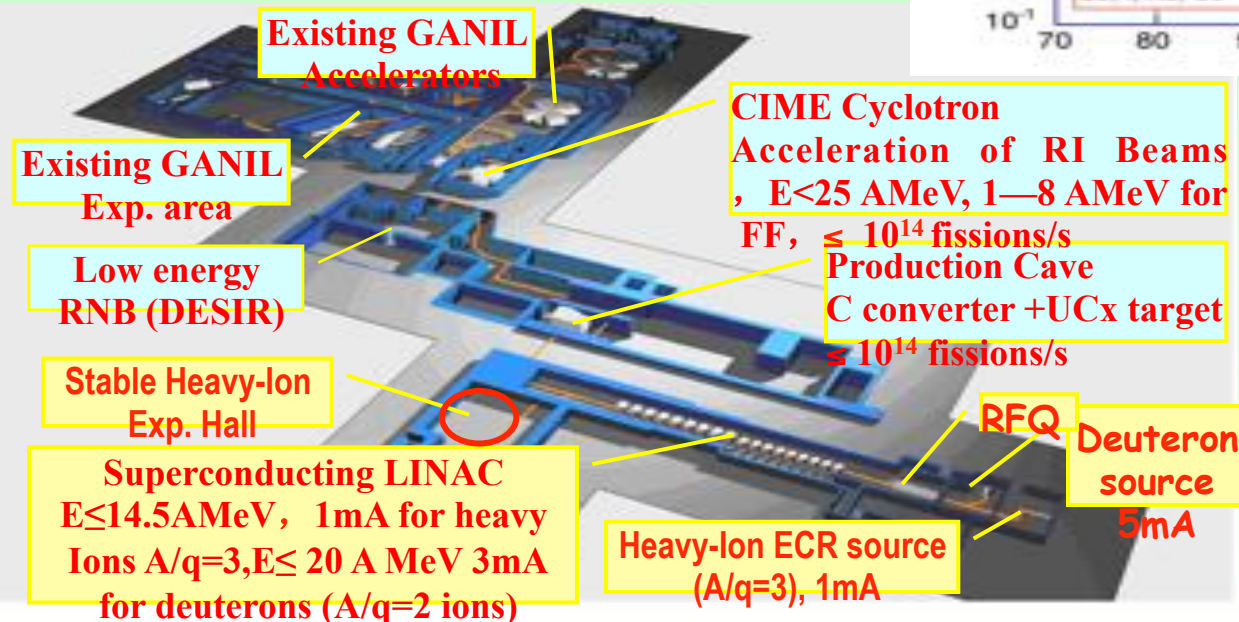 10⁻¹
70 80
Existing GANIL
Accelerators
CIME Cyclotron
Acceleration of RI Beams
，E<25 AMeV, 1—8 AMeV for
FF，≤ 10¹⁴ fissions/s
Existing GANIL
Exp. area
Production Cave
C converter +UCx target
≤ 10¹⁴ fissions/s
Low energy
RNB (DESIR)
Stable Heavy-Ion
Exp. Hall
RFQ
Deuteron
source
5mA
Superconducting LINAC
E≤14.5AMeV，1mA for heavy
Ions A/q=3,E≤ 20 A MeV 3mA
for deuterons (A/q=2 ions)
Heavy-Ion ECR source
(A/q=3), 1mA